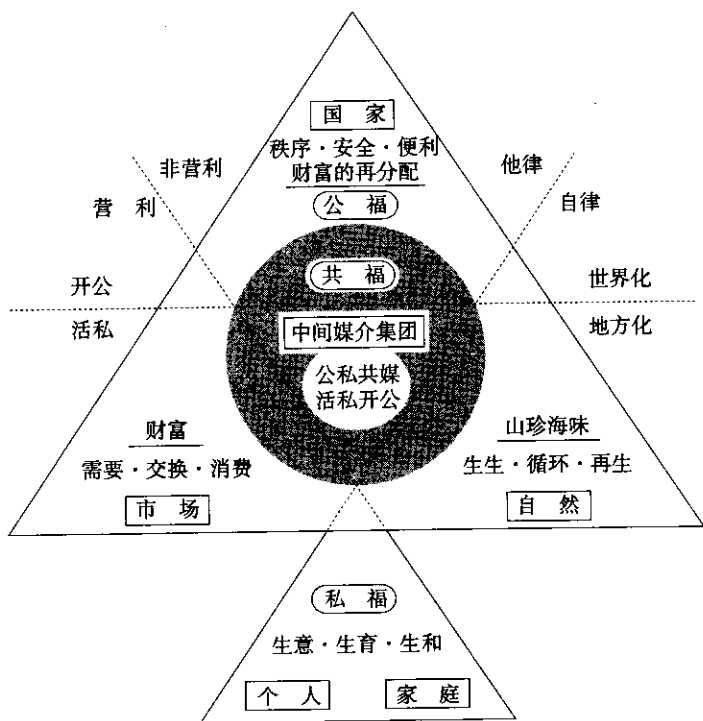 国 家
秩序·安全·便利
财富的再分配
公 福
非营利
营 利
他律
自律
开公
活私
世界化
地方化
共 福
中间媒介集团
公私共媒
活私开公
财富
需要·交换·消费
市 场
山珍海味
生生·循环·再生
自 然
私 福
生意·生育·生和
个 人
家 庭